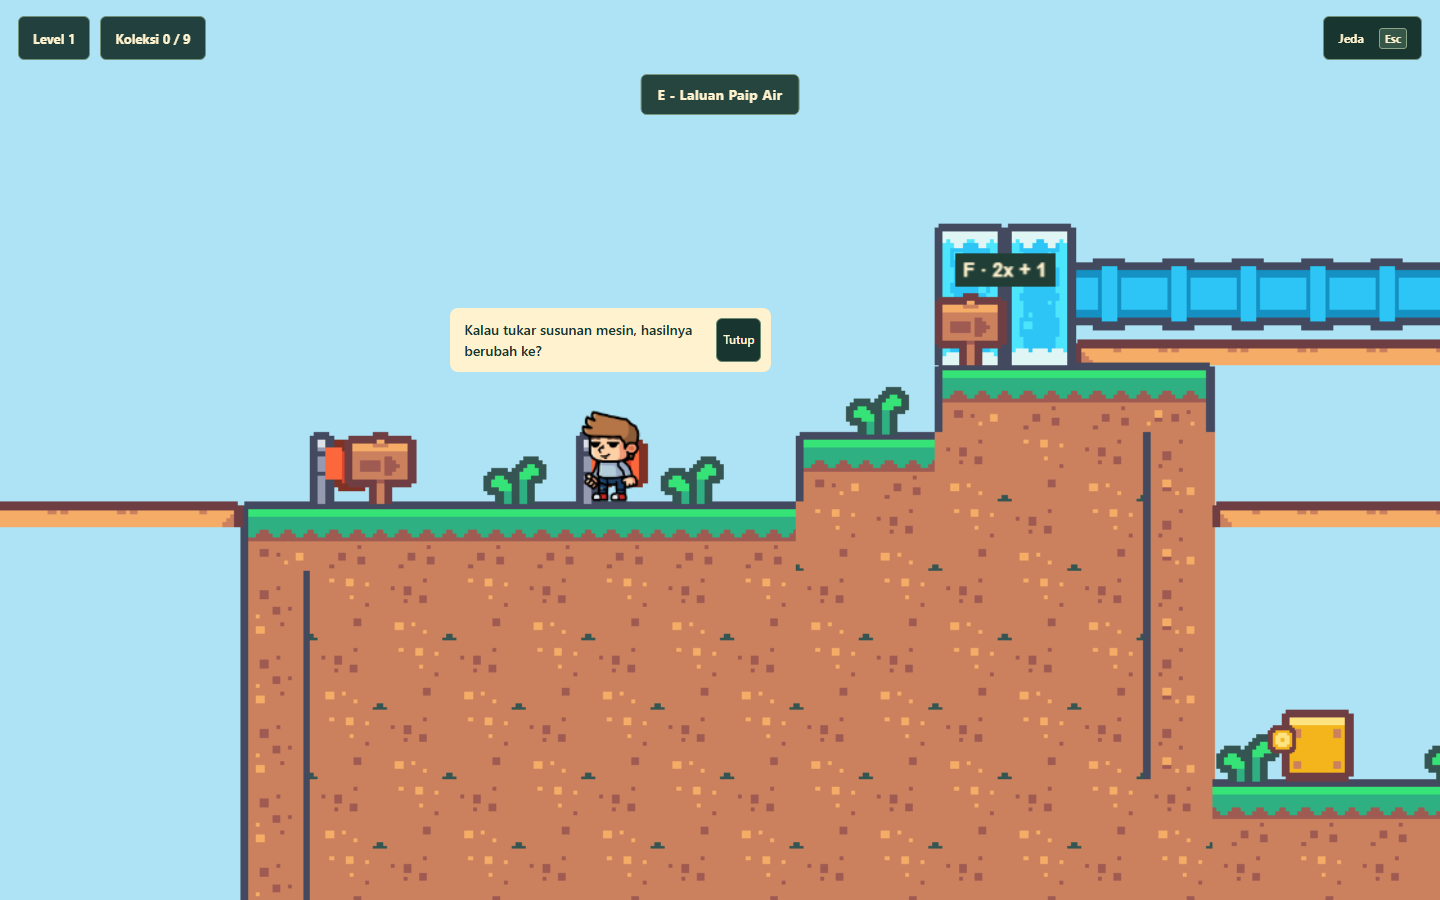 Level 1
Koleksi 0 / 9
Jeda Esc
E - Laluan Paip Air
F · 2x + 1
Kalau tukar susunan mesin, hasilnya
berubah ke?
Tutup